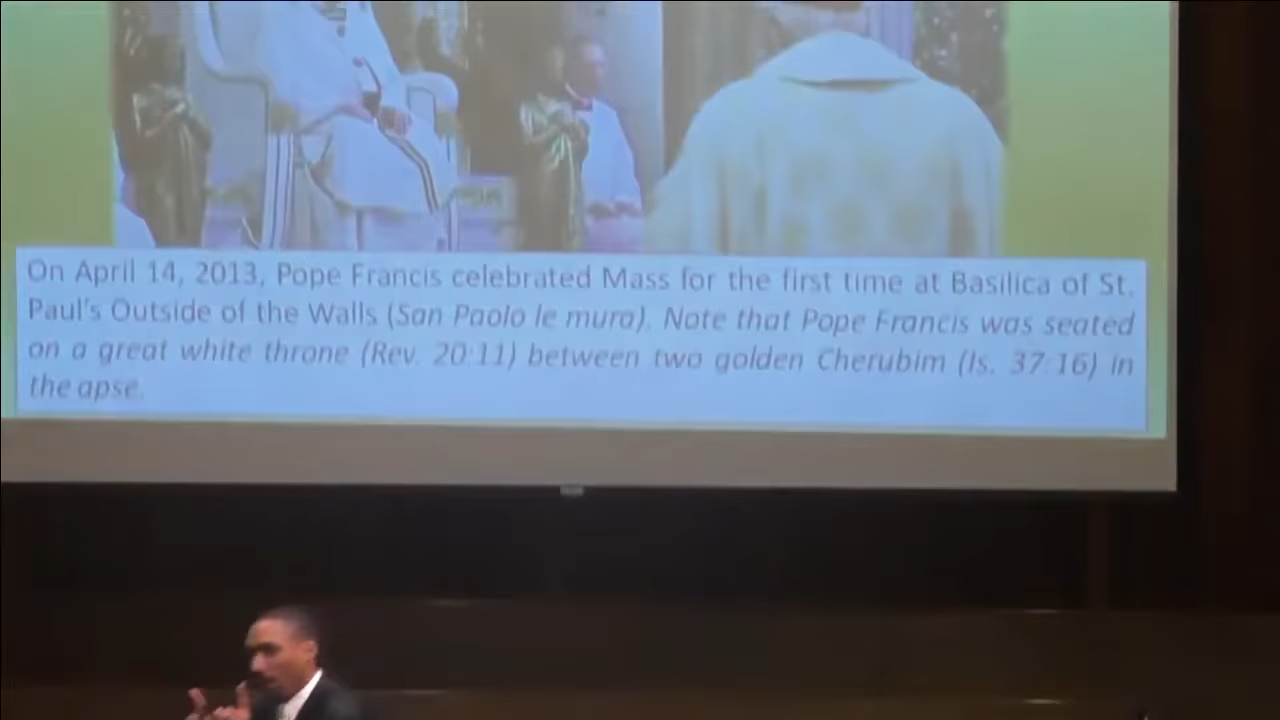 On April 14, 2013, Pope Francis celebrated Mass for the first time at Basilica of St.
Paul's Outside of the Walls (San Paolo le mura). Note that Pope Francis was seated
on a great white throne (Rev. 20:11) between two golden Cherubim (Is. 37:16) in
the apse.